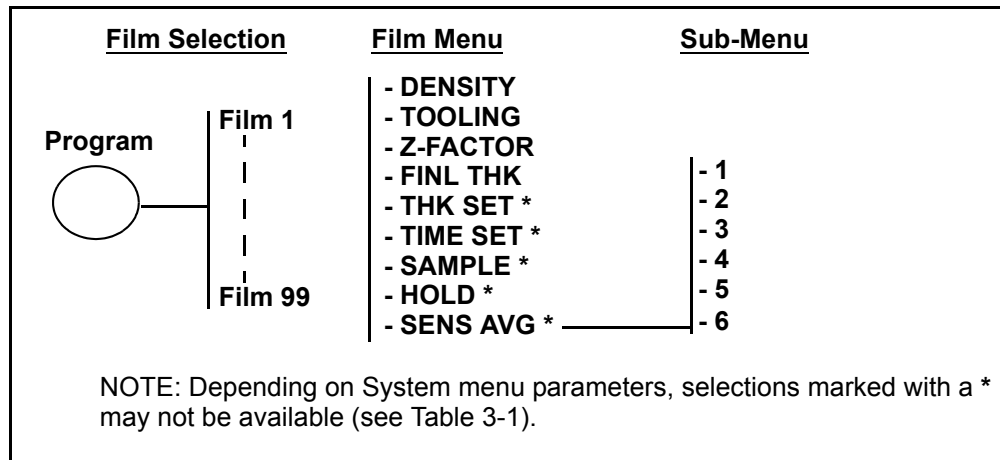 Film Selection Film Menu Sub-Menu
Program
Film 1
Film 99
- DENSITY
- TOOLING
- Z-FACTOR
- FINL THK
- THK SET *
- TIME SET *
- SAMPLE *
- HOLD *
- SENS AVG *
- 1
- 2
- 3
- 4
- 5
- 6
NOTE: Depending on System menu parameters, selections marked with a *
may not be available (see Table 3-1).